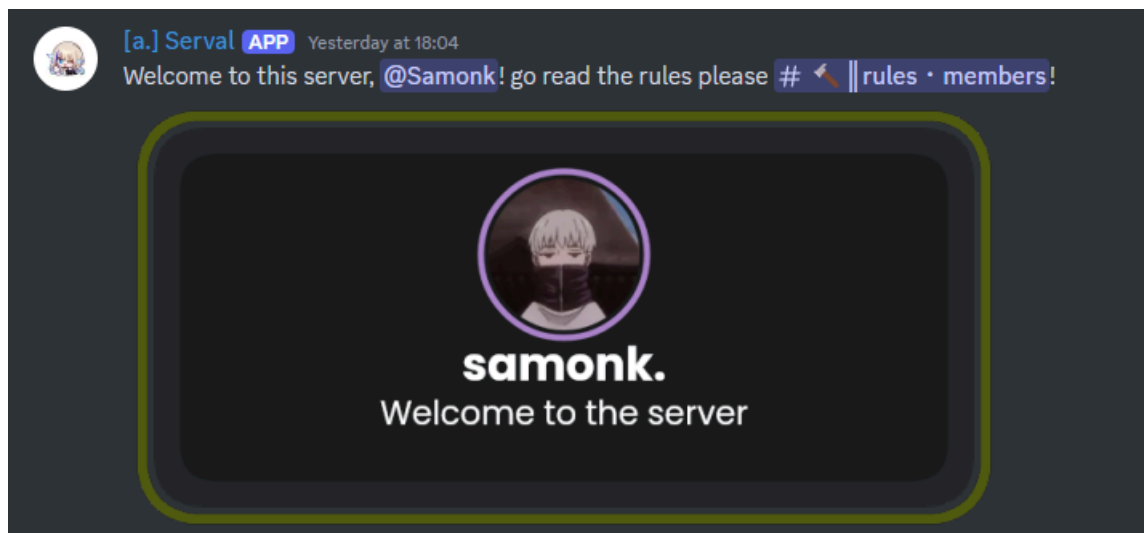 [a.] Serval APP Yesterday at 18:04
Welcome to this server, @Samonk! go read the rules please # 🔨║rules・members!
samonk.
Welcome to the server